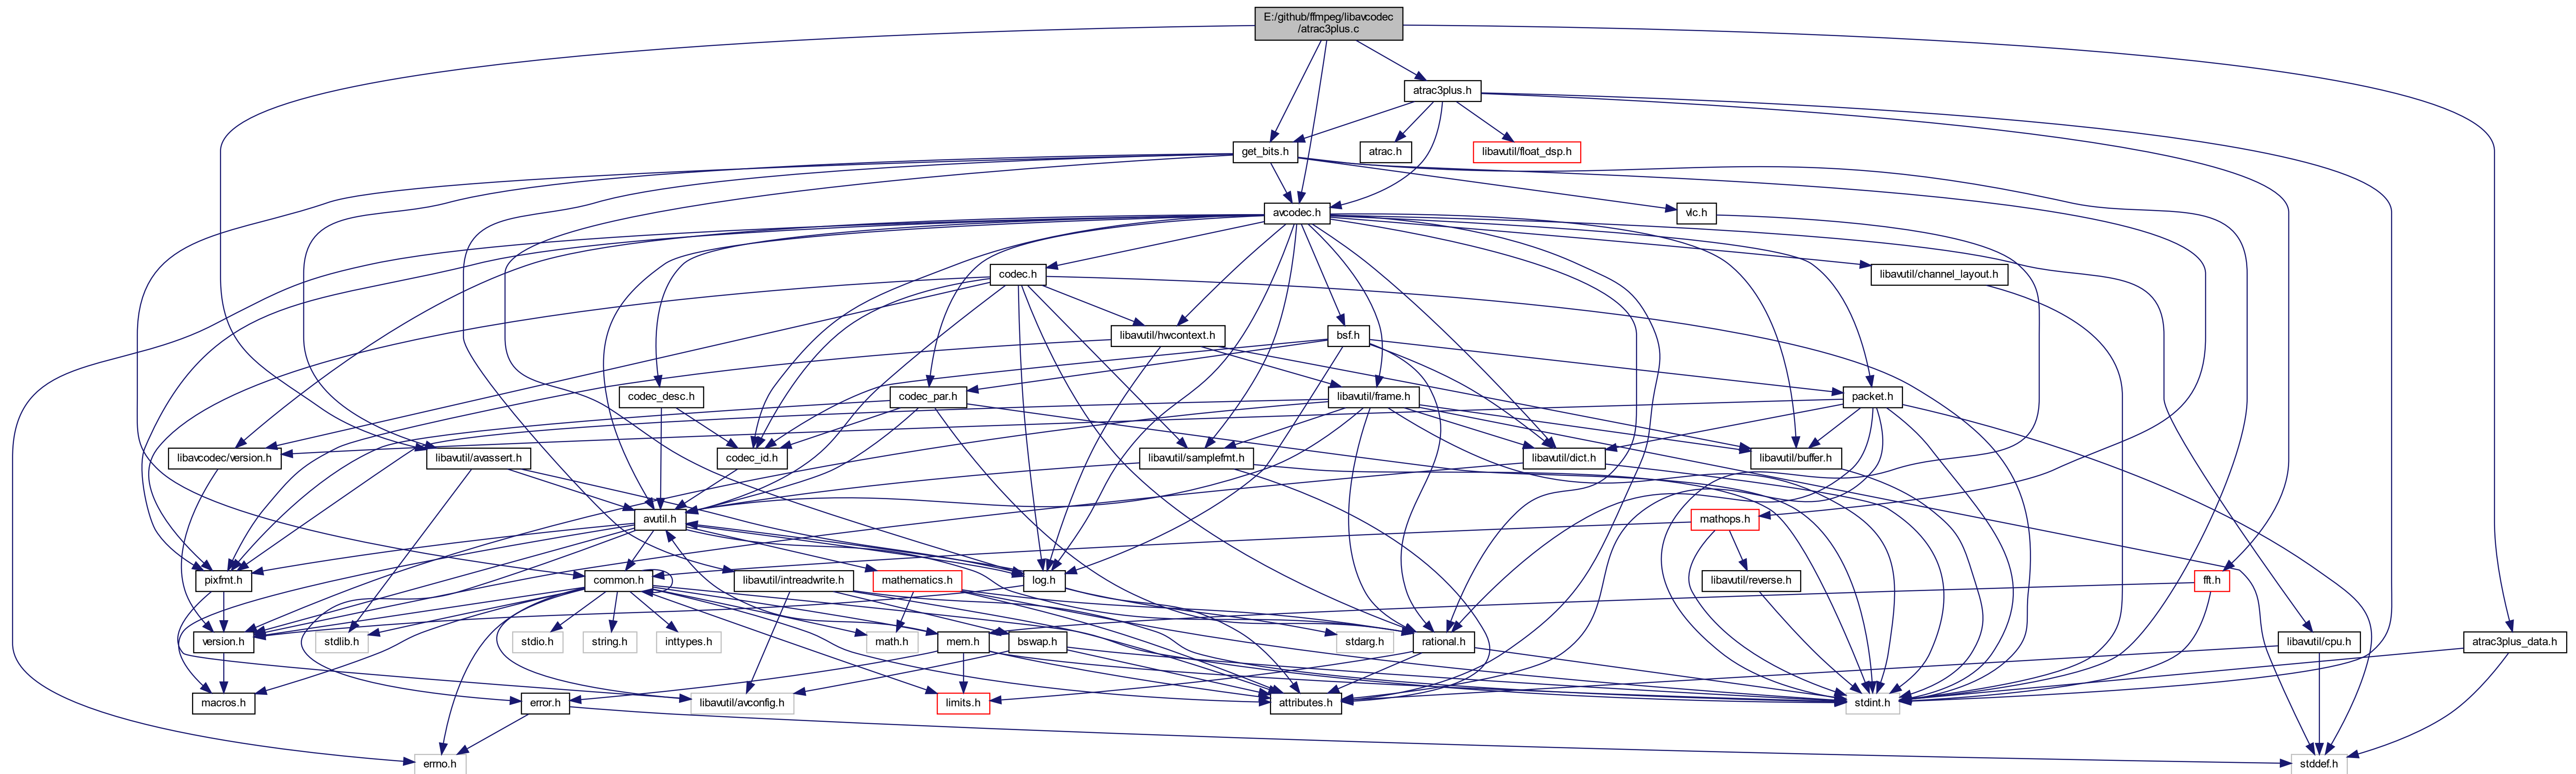 E:/github/ffmpeg/libavcodec
/atrac3plus.c
atrac3plus.h
get_bits.h
atrac.h
libavutil/float_dsp.h
avcodec.h
vlc.h
codec.h
libavutil/channel_layout.h
libavutil/hwcontext.h
bsf.h
codec_desc.h
codec_par.h
libavutil/frame.h
packet.h
libavcodec/version.h
libavutil/avassert.h
codec_id.h
libavutil/samplefmt.h
libavutil/dict.h
libavutil/buffer.h
avutil.h
mathops.h
pixfmt.h
common.h
libavutil/intreadwrite.h
mathematics.h
log.h
libavutil/reverse.h
fft.h
version.h
stdlib.h
stdio.h
string.h
inttypes.h
math.h
mem.h
bswap.h
stdarg.h
rational.h
libavutil/cpu.h
atrac3plus_data.h
macros.h
error.h
libavutil/avconfig.h
limits.h
attributes.h
stdint.h
errno.h
stddef.h